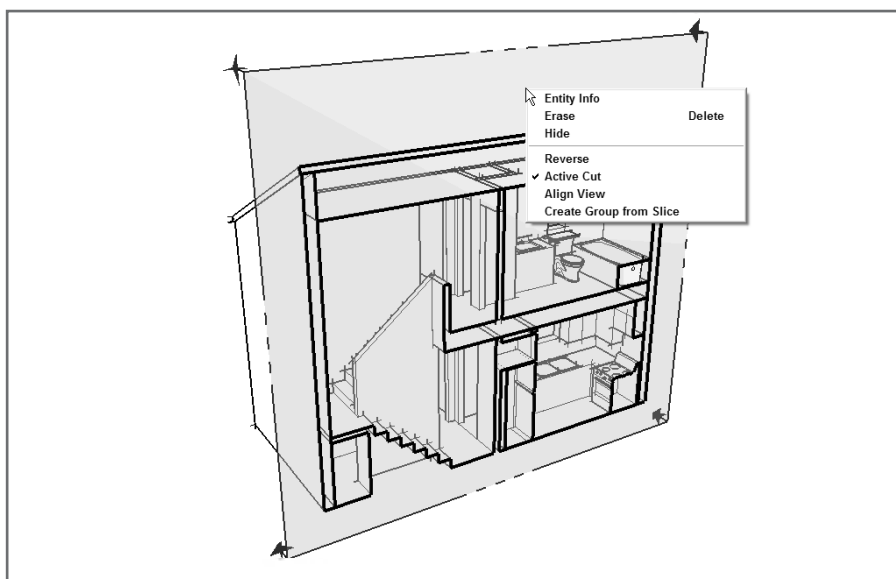 Entity Info
Erase Delete
Hide
Reverse
Active Cut
Align View
Create Group from Slice